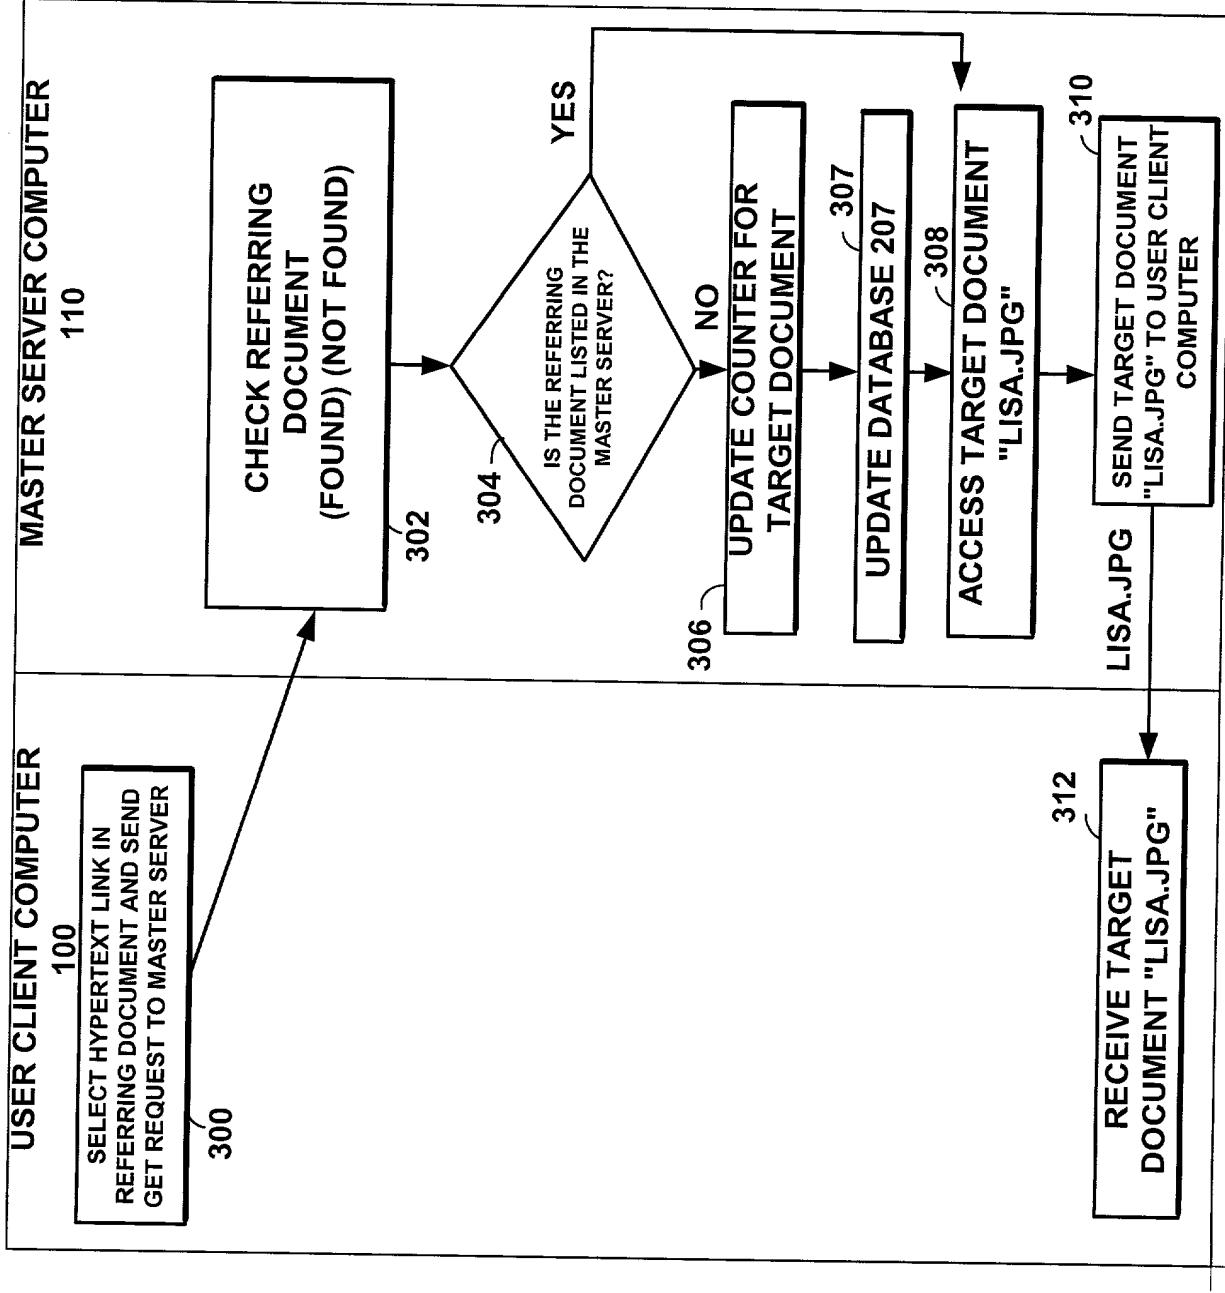 USER CLIENT COMPUTER
100
SELECT HYPERTEXT LINK IN
REFERRING DOCUMENT AND SEND
GET REQUEST TO MASTER SERVER
300
MASTER SERVER COMPUTER
110
CHECK REFERRING
DOCUMENT
(FOUND) (NOT FOUND)
302
IS THE REFERRING
DOCUMENT LISTED IN THE
MASTER SERVER?
304
YES
NO
UPDATE COUNTER FOR
TARGET DOCUMENT
306
UPDATE DATABASE 207
307
ACCESS TARGET DOCUMENT
"LISA.JPG"
308
SEND TARGET DOCUMENT
"LISA.JPG" TO USER CLIENT
COMPUTER
310
LISA.JPG
RECEIVE TARGET
DOCUMENT "LISA.JPG"
312